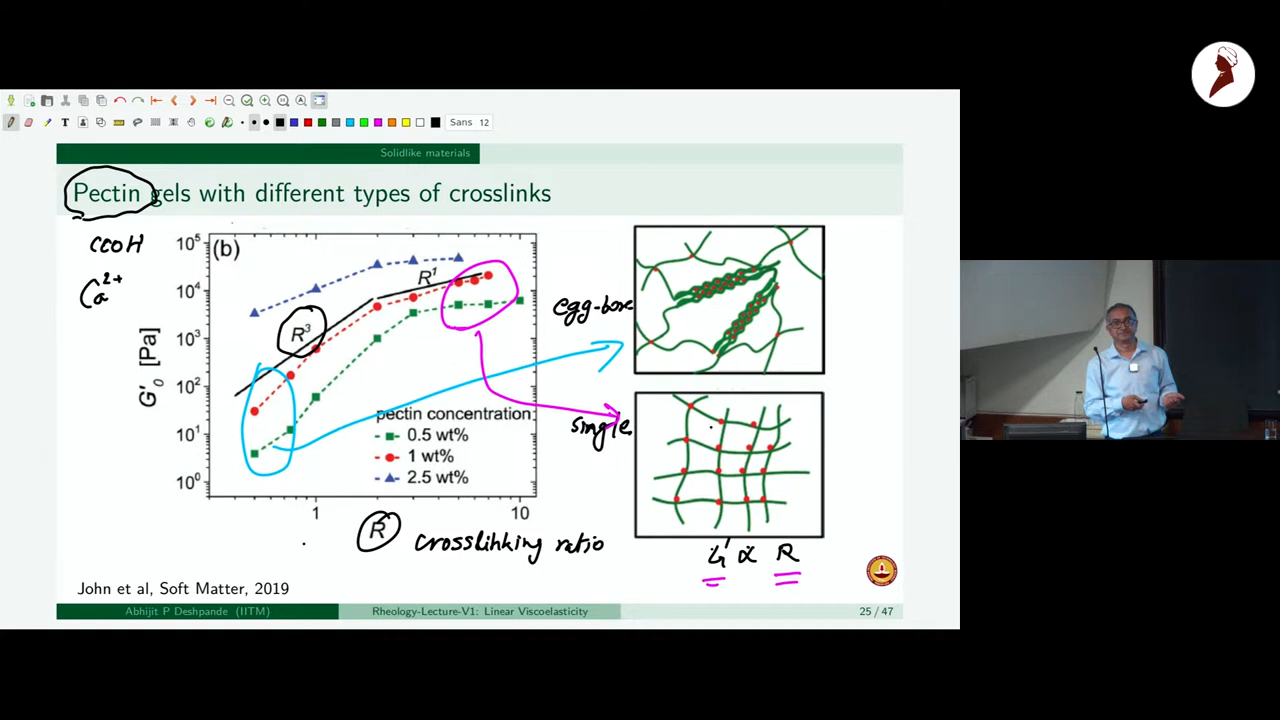 Sans 12
Solidlike materials
Pectin gels with different types of crosslinks
CCOH
Ca2+
(b)
10⁵
10⁴
10³
10²
10¹
10⁰
G'₀ [Pa]
R¹
R³
pectin concentration:
0.5 wt%
1 wt%
2.5 wt%
1
10
R crosslinking ratio
egg-box
single
G' ∝ R
John et al, Soft Matter, 2019
Abhijit P Deshpande (IITM)
Rheology-Lecture-V1: Linear Viscoelasticity
25 / 47